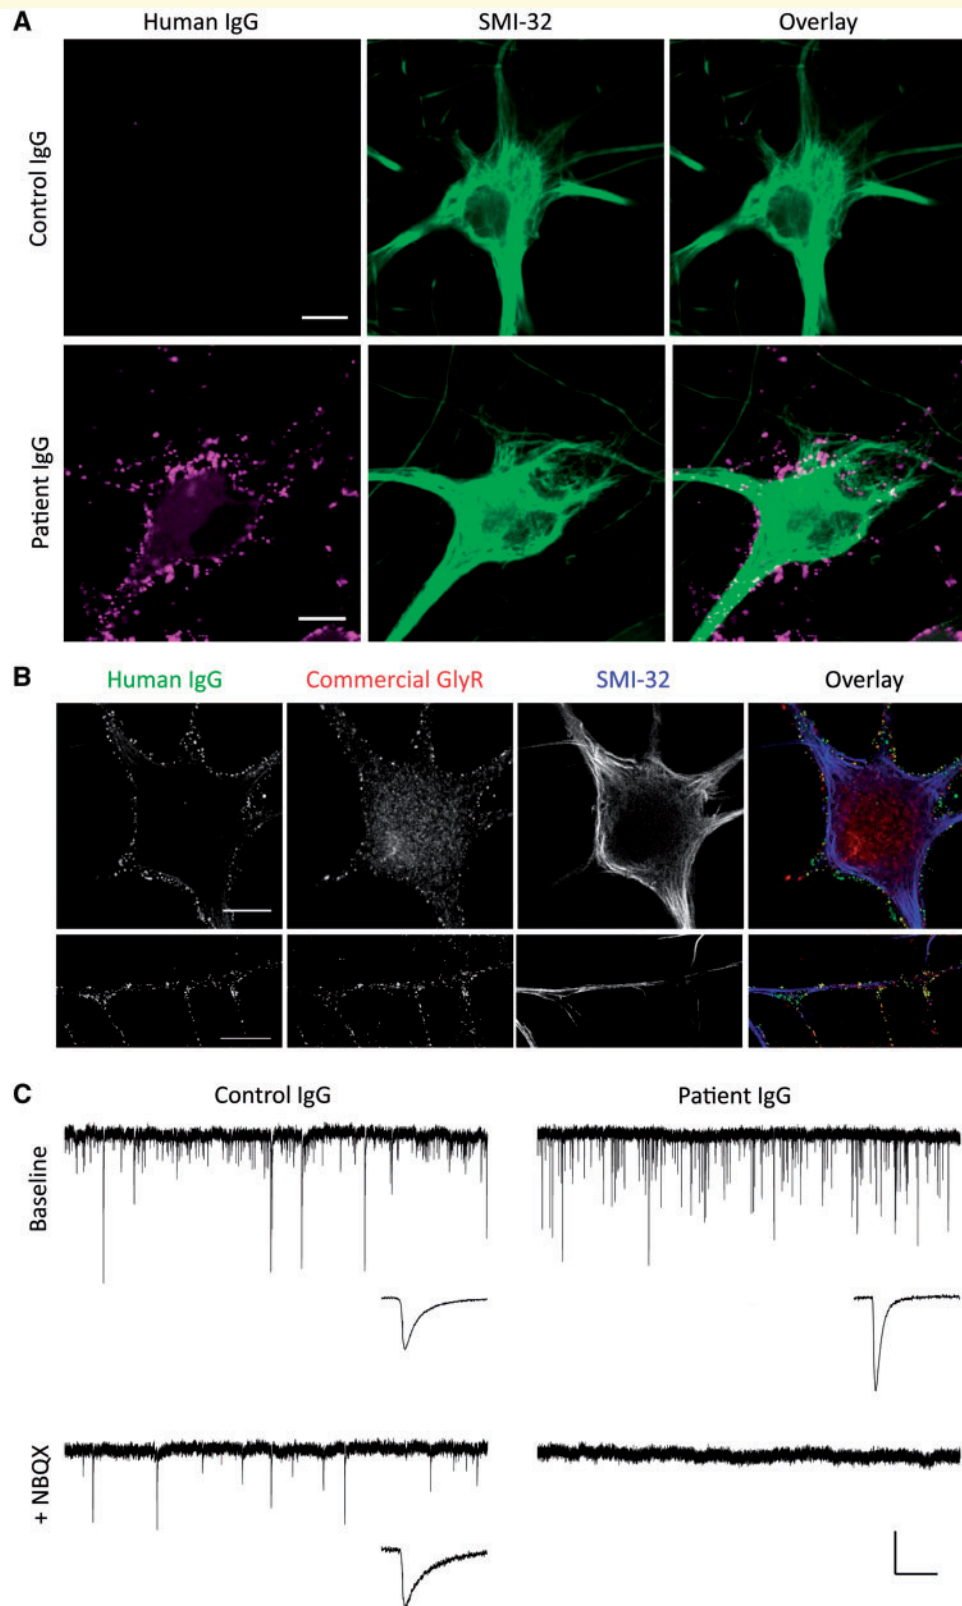 A
Human IgG SMI-32 Overlay
Control IgG
Patient IgG
B
Human IgG Commercial GlyR SMI-32 Overlay
C
Control IgG Patient IgG
Baseline
+ NBQX